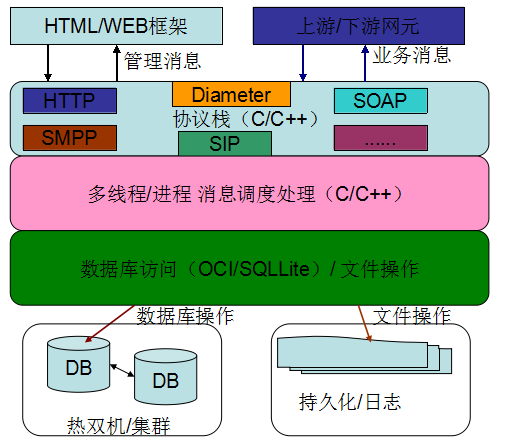 HTML/WEB框架
上游/下游网元
管理消息
业务消息
HTTP
Diameter
SOAP
协议栈（C/C++）
SMPP
SIP
......
多线程/进程 消息调度处理（C/C++）
数据库访问（OCI/SQLLite）/ 文件操作
数据库操作
文件操作
DB
DB
持久化/日志
热双机/集群